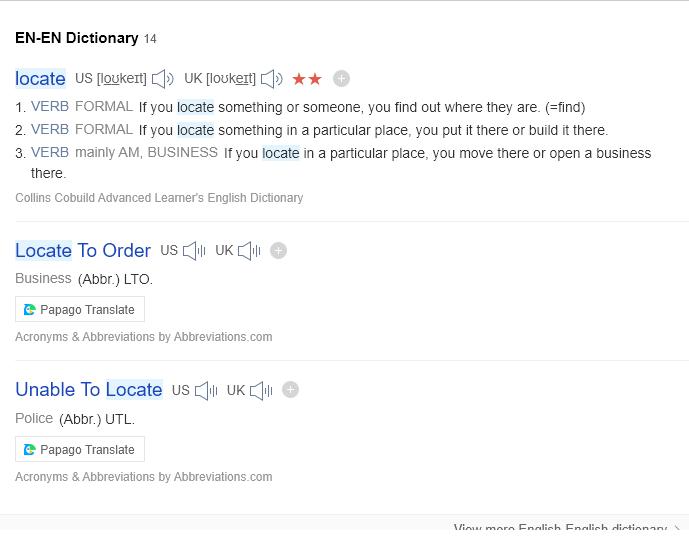 EN-EN Dictionary 14
locate US [loʊkeɪt] UK [loʊkeɪt] ★★
1. VERB FORMAL If you locate something or someone, you find out where they are. (=find)
2. VERB FORMAL If you locate something in a particular place, you put it there or build it there.
3. VERB mainly AM, BUSINESS If you locate in a particular place, you move there or open a business
there.
Collins Cobuild Advanced Learner's English Dictionary
Locate To Order US UK
Business (Abbr.) LTO.
Papago Translate
Acronyms & Abbreviations by Abbreviations.com
Unable To Locate US UK
Police (Abbr.) UTL.
Papago Translate
Acronyms & Abbreviations by Abbreviations.com
View more English-English dictionary